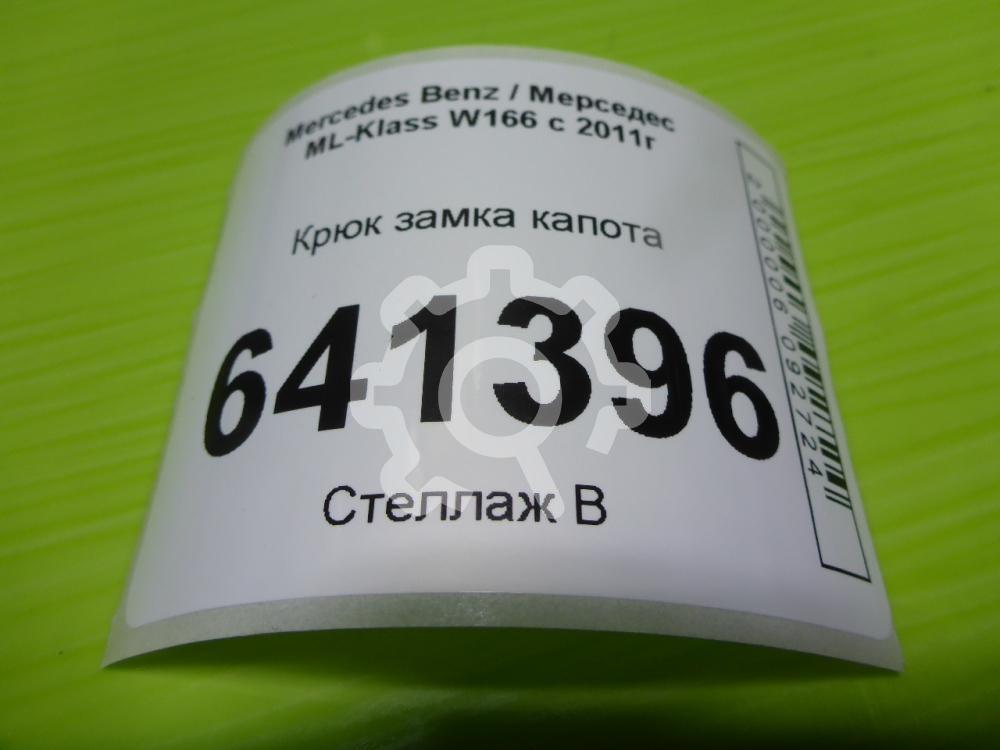 Mercedes Benz / Мерседес
ML-Klass W166 с 2011г
Крюк замка капота
641396
Стеллаж В
2000006092724